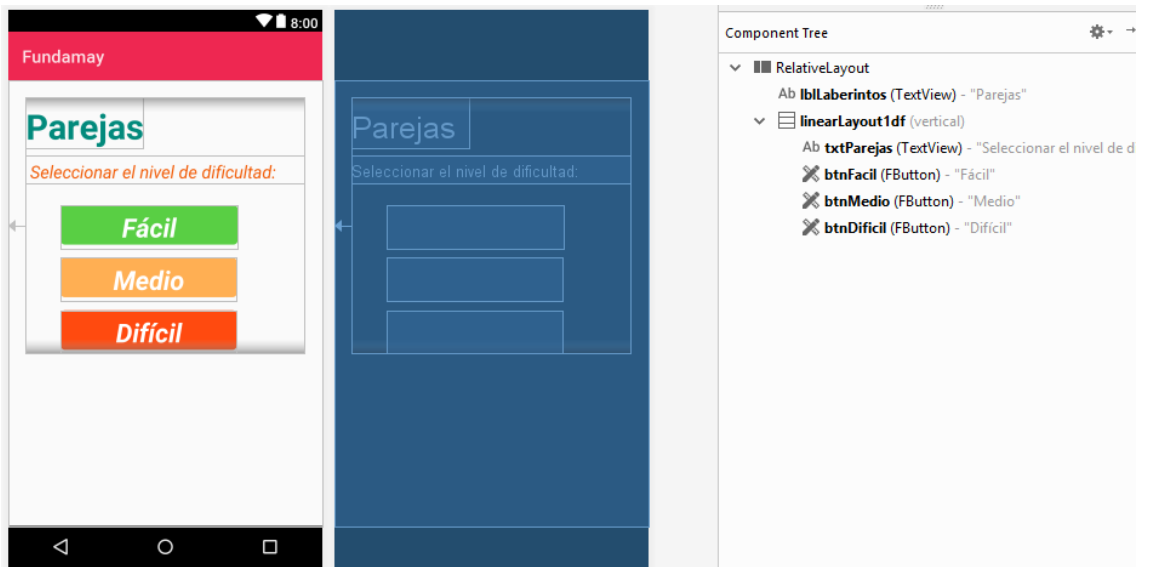 8:00
Fundamay
Parejas
Seleccionar el nivel de dificultad:
Fácil
Medio
Difícil
Parejas
Seleccionar el nivel de dificultad:
Component Tree
RelativeLayout
Ab lblLaberintos (TextView) - "Parejas"
linearLayout1df (vertical)
Ab txtParejas (TextView) - "Seleccionar el nivel de d
btnFacil (FButton) - "Fácil"
btnMedio (FButton) - "Medio"
btnDificil (FButton) - "Difícil"